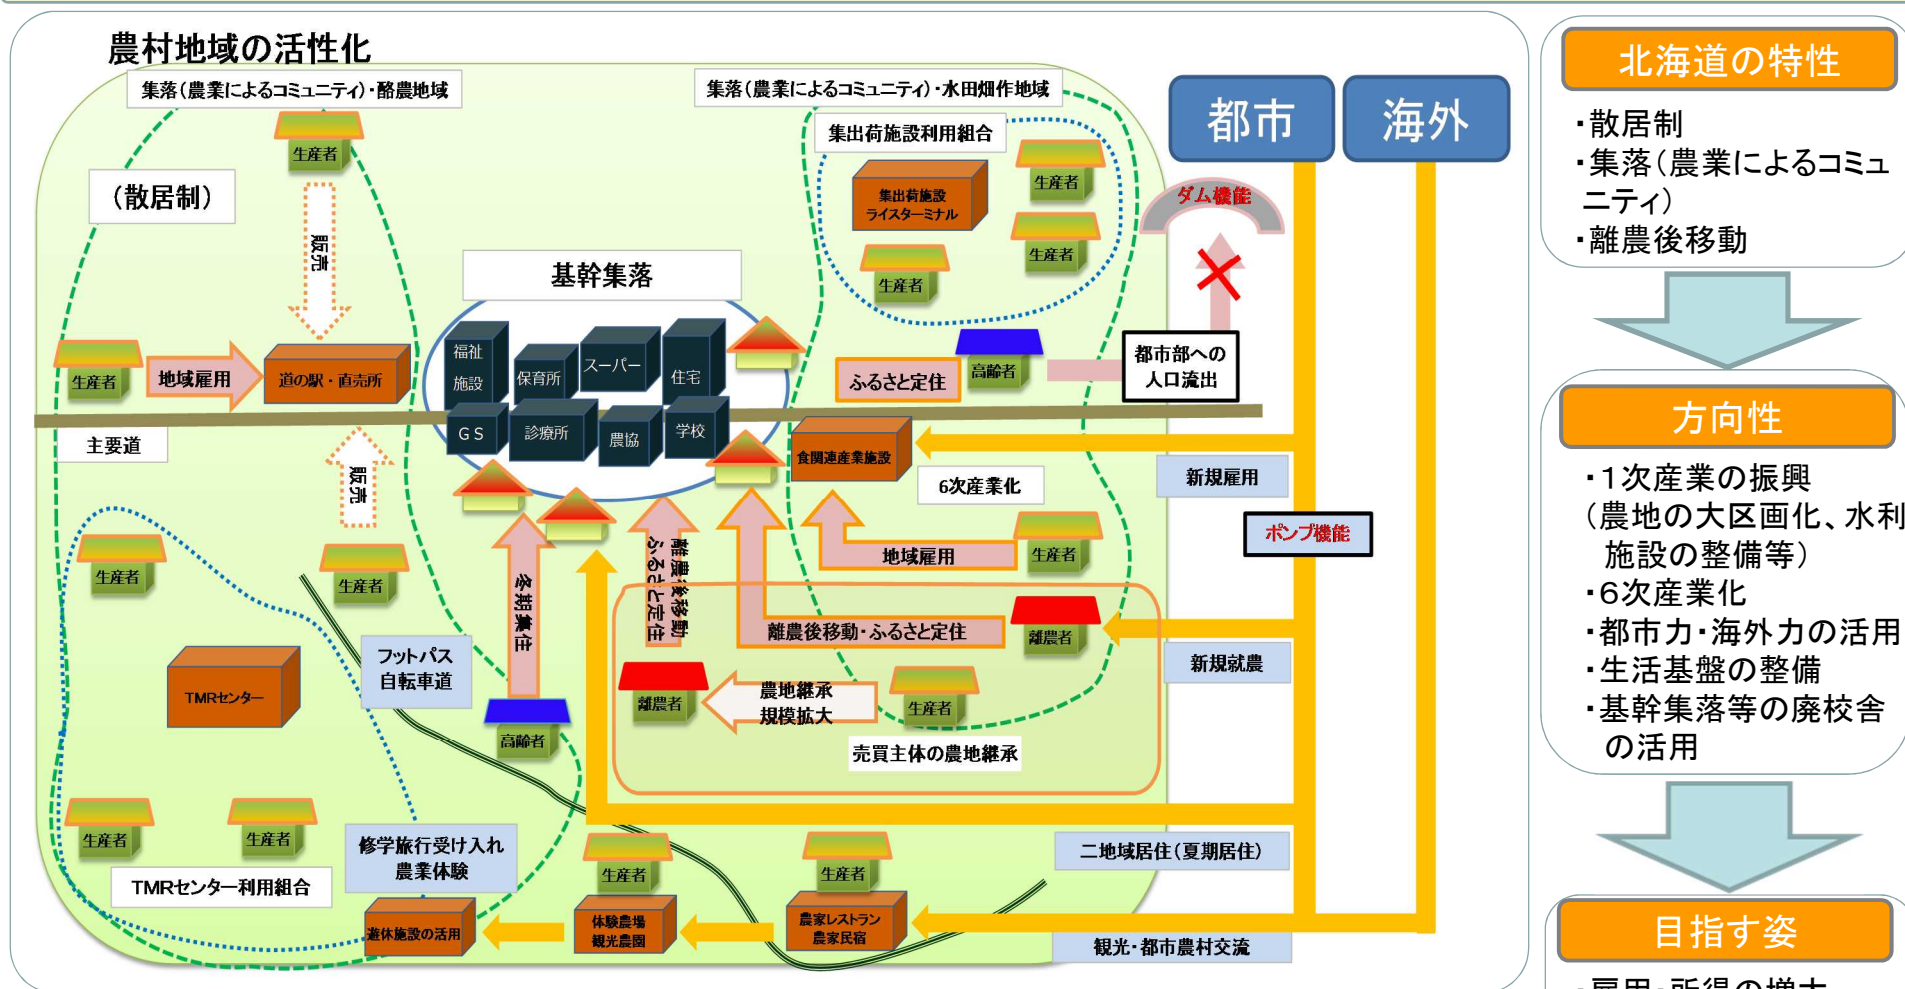 農村地域の活性化
集落(農業によるコミュニティ)・酪農地域
集落(農業によるコミュニティ)・水田畑作地域
生産者
(散居制)
販売
集出荷施設利用組合
集出荷施設
ライスターミナル
生産者
生産者
生産者
都市
海外
ダム機能
基幹集落
福祉
施設
保育所
スーパー
住宅
GS
診療所
農協
学校
生産者
地域雇用
道の駅・直売所
ふるさと定住
高齢者
都市部への
人口流出
主要道
販売
食関連産業施設
6次産業化
新規雇用
ポンプ機能
生産者
生産者
冬期集住
離農後移動
ふるさと定住
地域雇用
生産者
離農後移動・ふるさと定住
離農者
新規就農
フットパス
自転車道
TMRセンター
離農者
農地継承
規模拡大
生産者
高齢者
売買主体の農地継承
生産者
生産者
TMRセンター利用組合
修学旅行受け入れ
農業体験
生産者
生産者
二地域居住(夏期居住)
遊休施設の活用
体験農場
観光農園
農家レストラン
農家民宿
観光・都市農村交流
北海道の特性
・散居制
・集落(農業によるコミュ
ニティ)
・離農後移動
方向性
・1次産業の振興
(農地の大区画化、水利
施設の整備等)
・6次産業化
・都市力・海外力の活用
・生活基盤の整備
・基幹集落等の廃校舎
の活用
目指す姿
・雇用・所得の増大